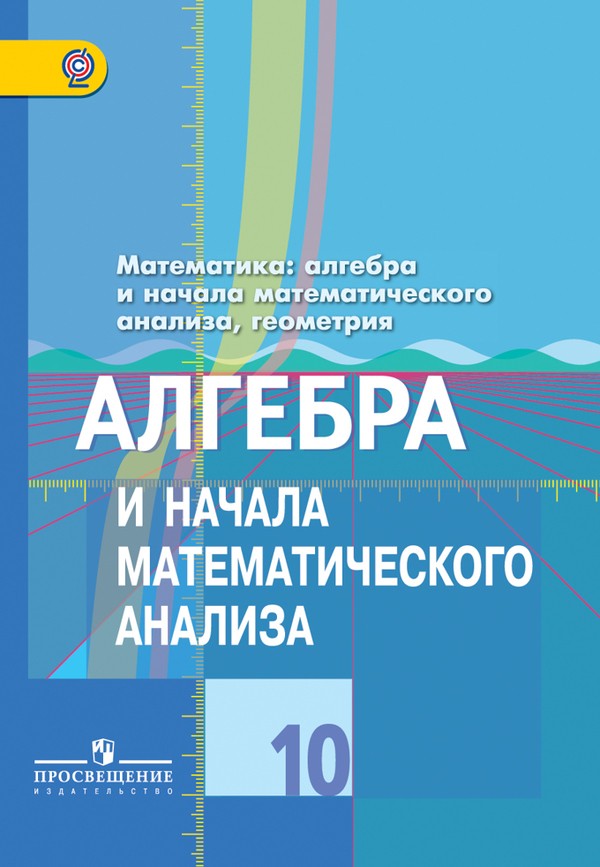 Математика: алгебра
и начала математического
анализа, геометрия
АЛГЕБРА
И НАЧАЛА
МАТЕМАТИЧЕСКОГО
АНАЛИЗА
10
ПРОСВЕЩЕНИЕ
ИЗДАТЕЛЬСТВО